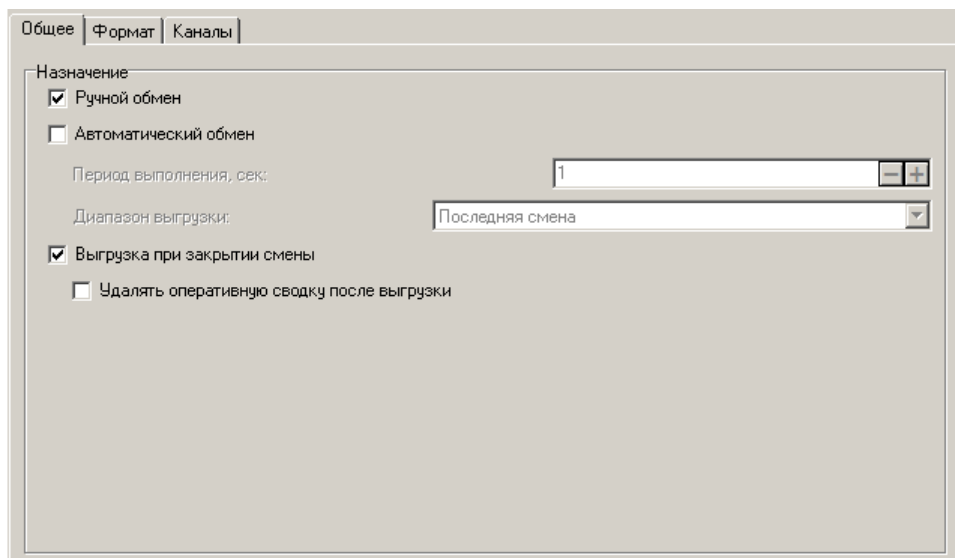 Общее Формат Каналы
Назначение
Ручной обмен
Автоматический обмен
Период выполнения, сек: 1
Диапазон выгрузки: Последняя смена
Выгрузка при закрытии смены
Удалять оперативную сводку после выгрузки